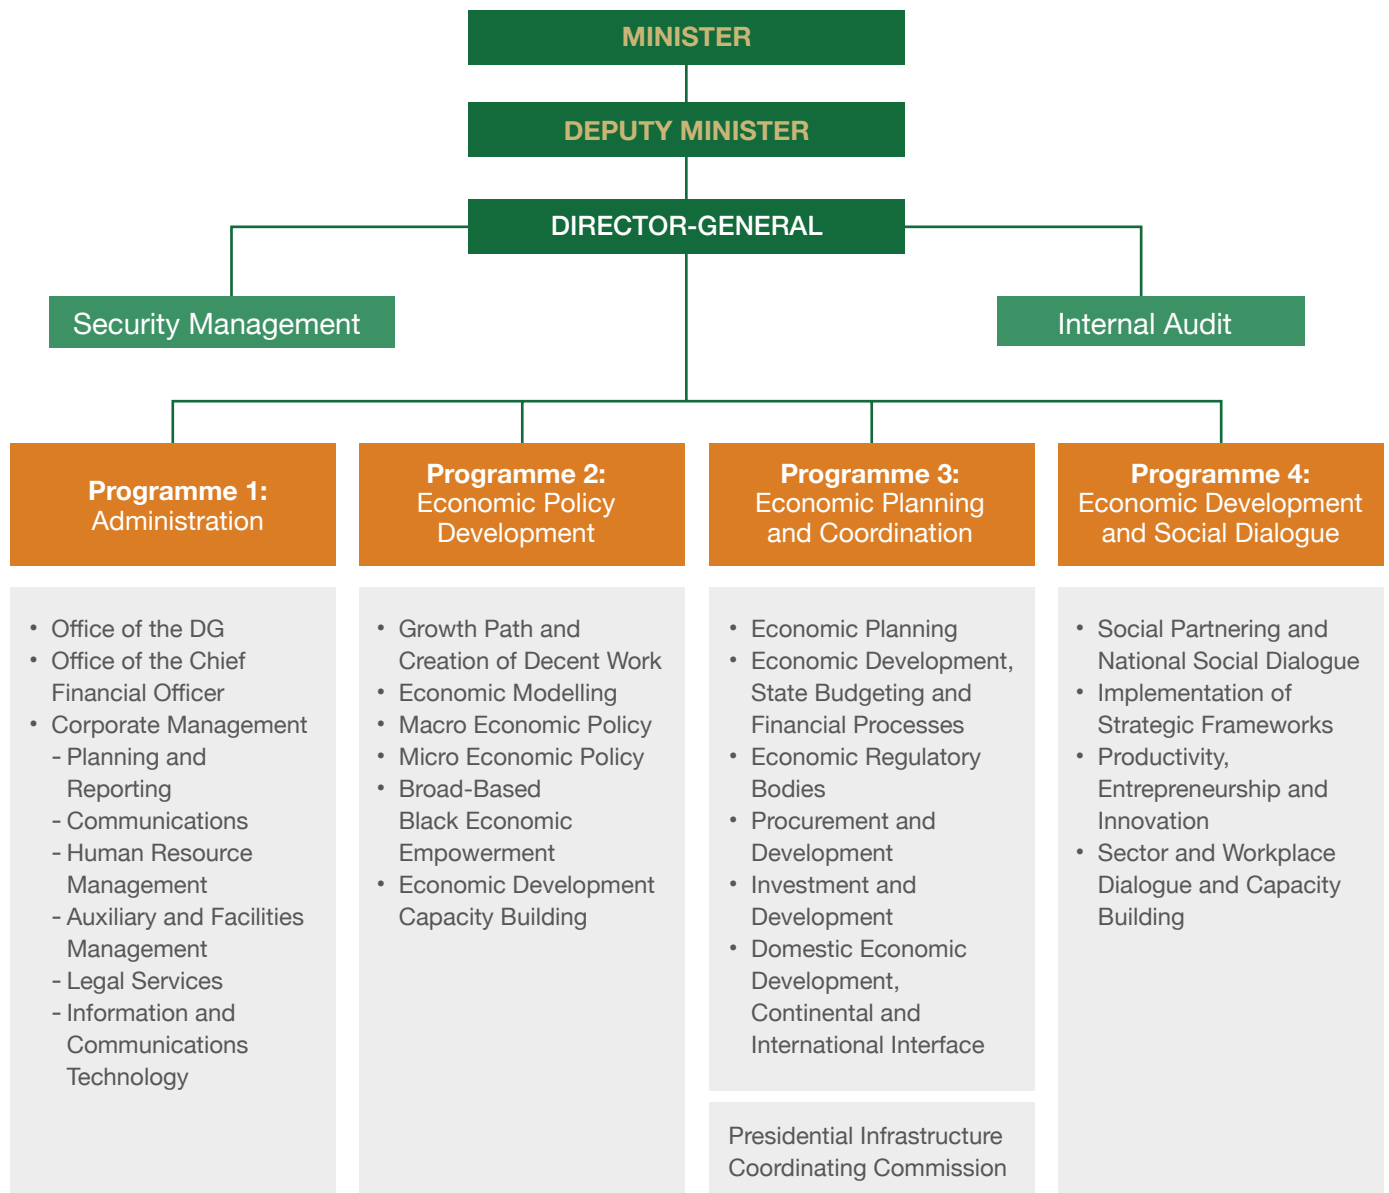 MINISTER
DEPUTY MINISTER
DIRECTOR-GENERAL
Security Management
Internal Audit
Programme 1:
Administration
Programme 2:
Economic Policy
Development
Programme 3:
Economic Planning
and Coordination
Programme 4:
Economic Development
and Social Dialogue
• Office of the DG
• Office of the Chief
Financial Officer
• Corporate Management
- Planning and
Reporting
- Communications
- Human Resource
Management
- Auxiliary and Facilities
Management
- Legal Services
- Information and
Communications
Technology
• Growth Path and
Creation of Decent Work
• Economic Modelling
• Macro Economic Policy
• Micro Economic Policy
• Broad-Based
Black Economic
Empowerment
• Economic Development
Capacity Building
• Economic Planning
• Economic Development,
State Budgeting and
Financial Processes
• Economic Regulatory
Bodies
• Procurement and
Development
• Investment and
Development
• Domestic Economic
Development,
Continental and
International Interface
Presidential Infrastructure
Coordinating Commission
• Social Partnering and
National Social Dialogue
• Implementation of
Strategic Frameworks
• Productivity,
Entrepreneurship and
Innovation
• Sector and Workplace
Dialogue and Capacity
Building